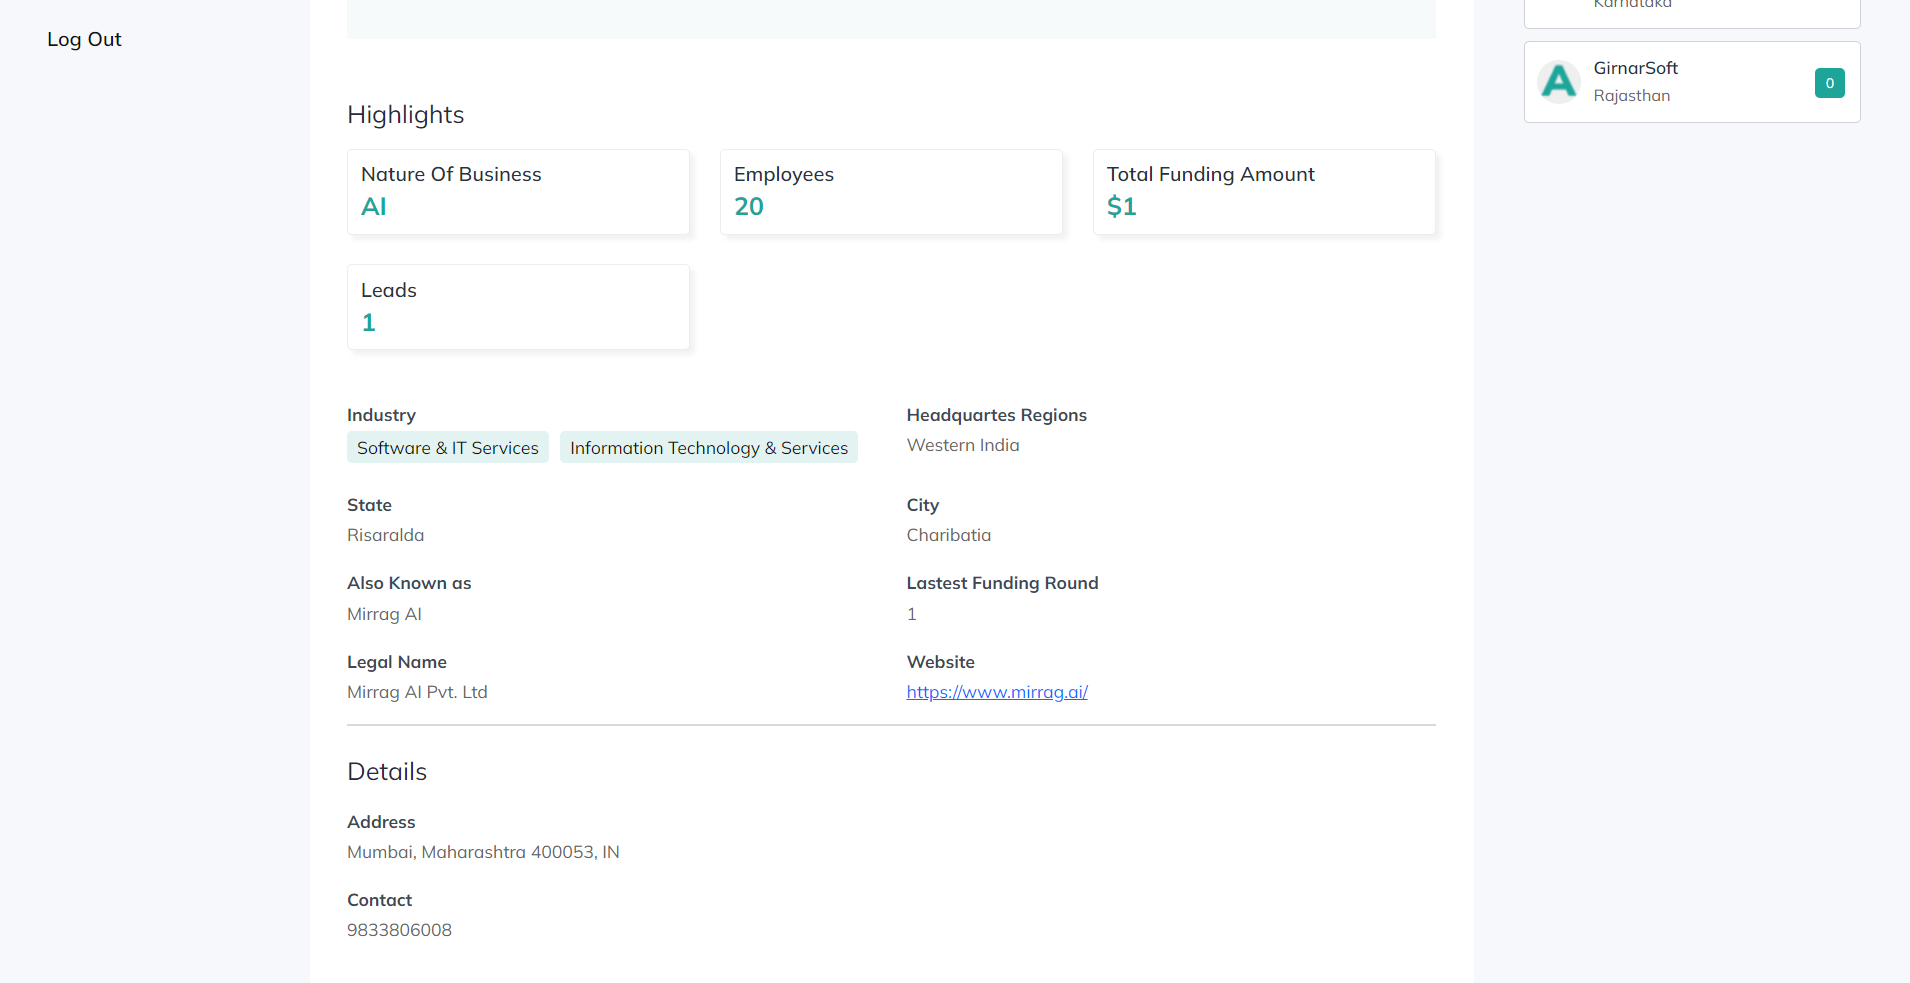 Log Out
Karnataka
GirnarSoft
Rajasthan
0
Highlights
Nature Of Business
AI
Employees
20
Total Funding Amount
$1
Leads
1
Industry
Software & IT Services
Information Technology & Services
Headquartes Regions
Western India
State
Risaralda
City
Charibatia
Also Known as
Mirrag AI
Lastest Funding Round
1
Legal Name
Mirrag AI Pvt. Ltd
Website
https://www.mirrag.ai/
Details
Address
Mumbai, Maharashtra 400053, IN
Contact
9833806008